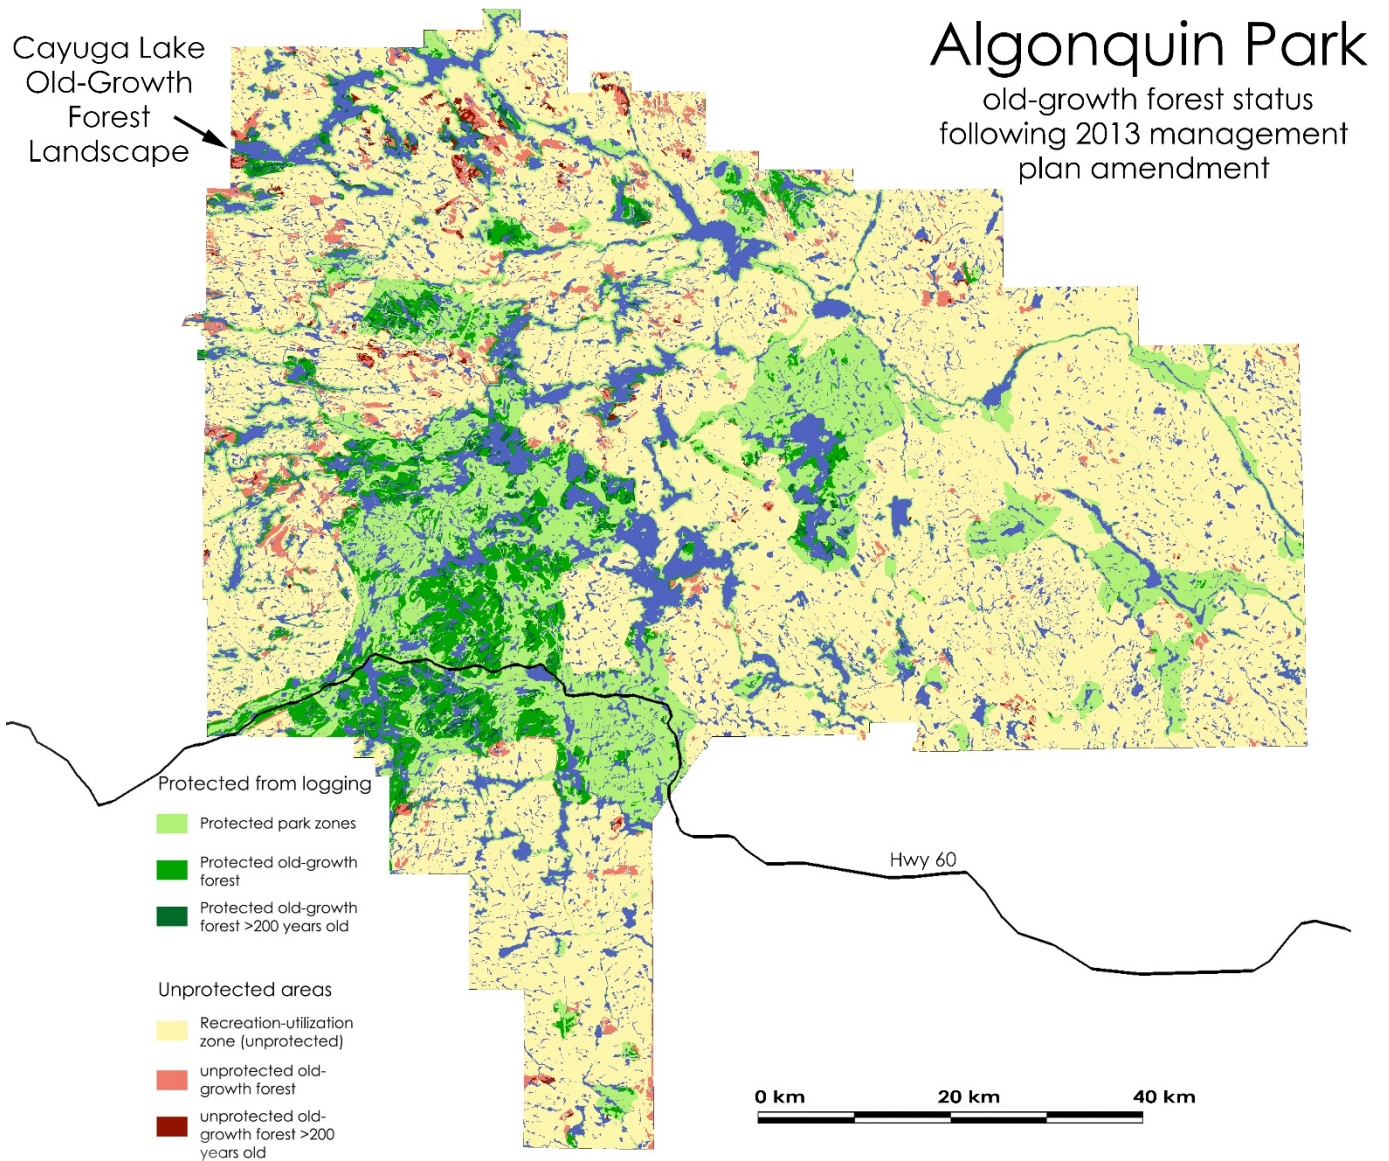 Cayuga Lake
Old-Growth
Forest
Landscape
Algonquin Park
old-growth forest status
following 2013 management
plan amendment
Protected from logging
Protected park zones
Protected old-growth
forest
Protected old-growth
forest >200 years old
Unprotected areas
Recreation-utilization
zone (unprotected)
unprotected old-
growth forest
unprotected old-
growth forest >200
years old
Hwy 60
0 km 20 km 40 km